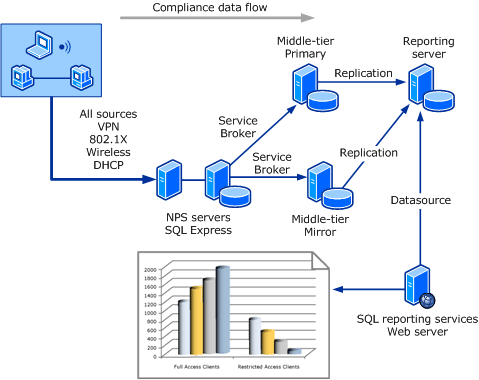 Compliance data flow
Middle-tier
Primary
Reporting
server
Replication
All sources
VPN
802.1X
Wireless
DHCP
Service
Broker
Service
Broker
Replication
Datasource
NPS servers
SQL Express
Middle-tier
Mirror
2000
1800
1600
1400
1200
1000
800
600
400
200
0
Full Access Clients
Restricted Access Clients
SQL reporting services
Web server